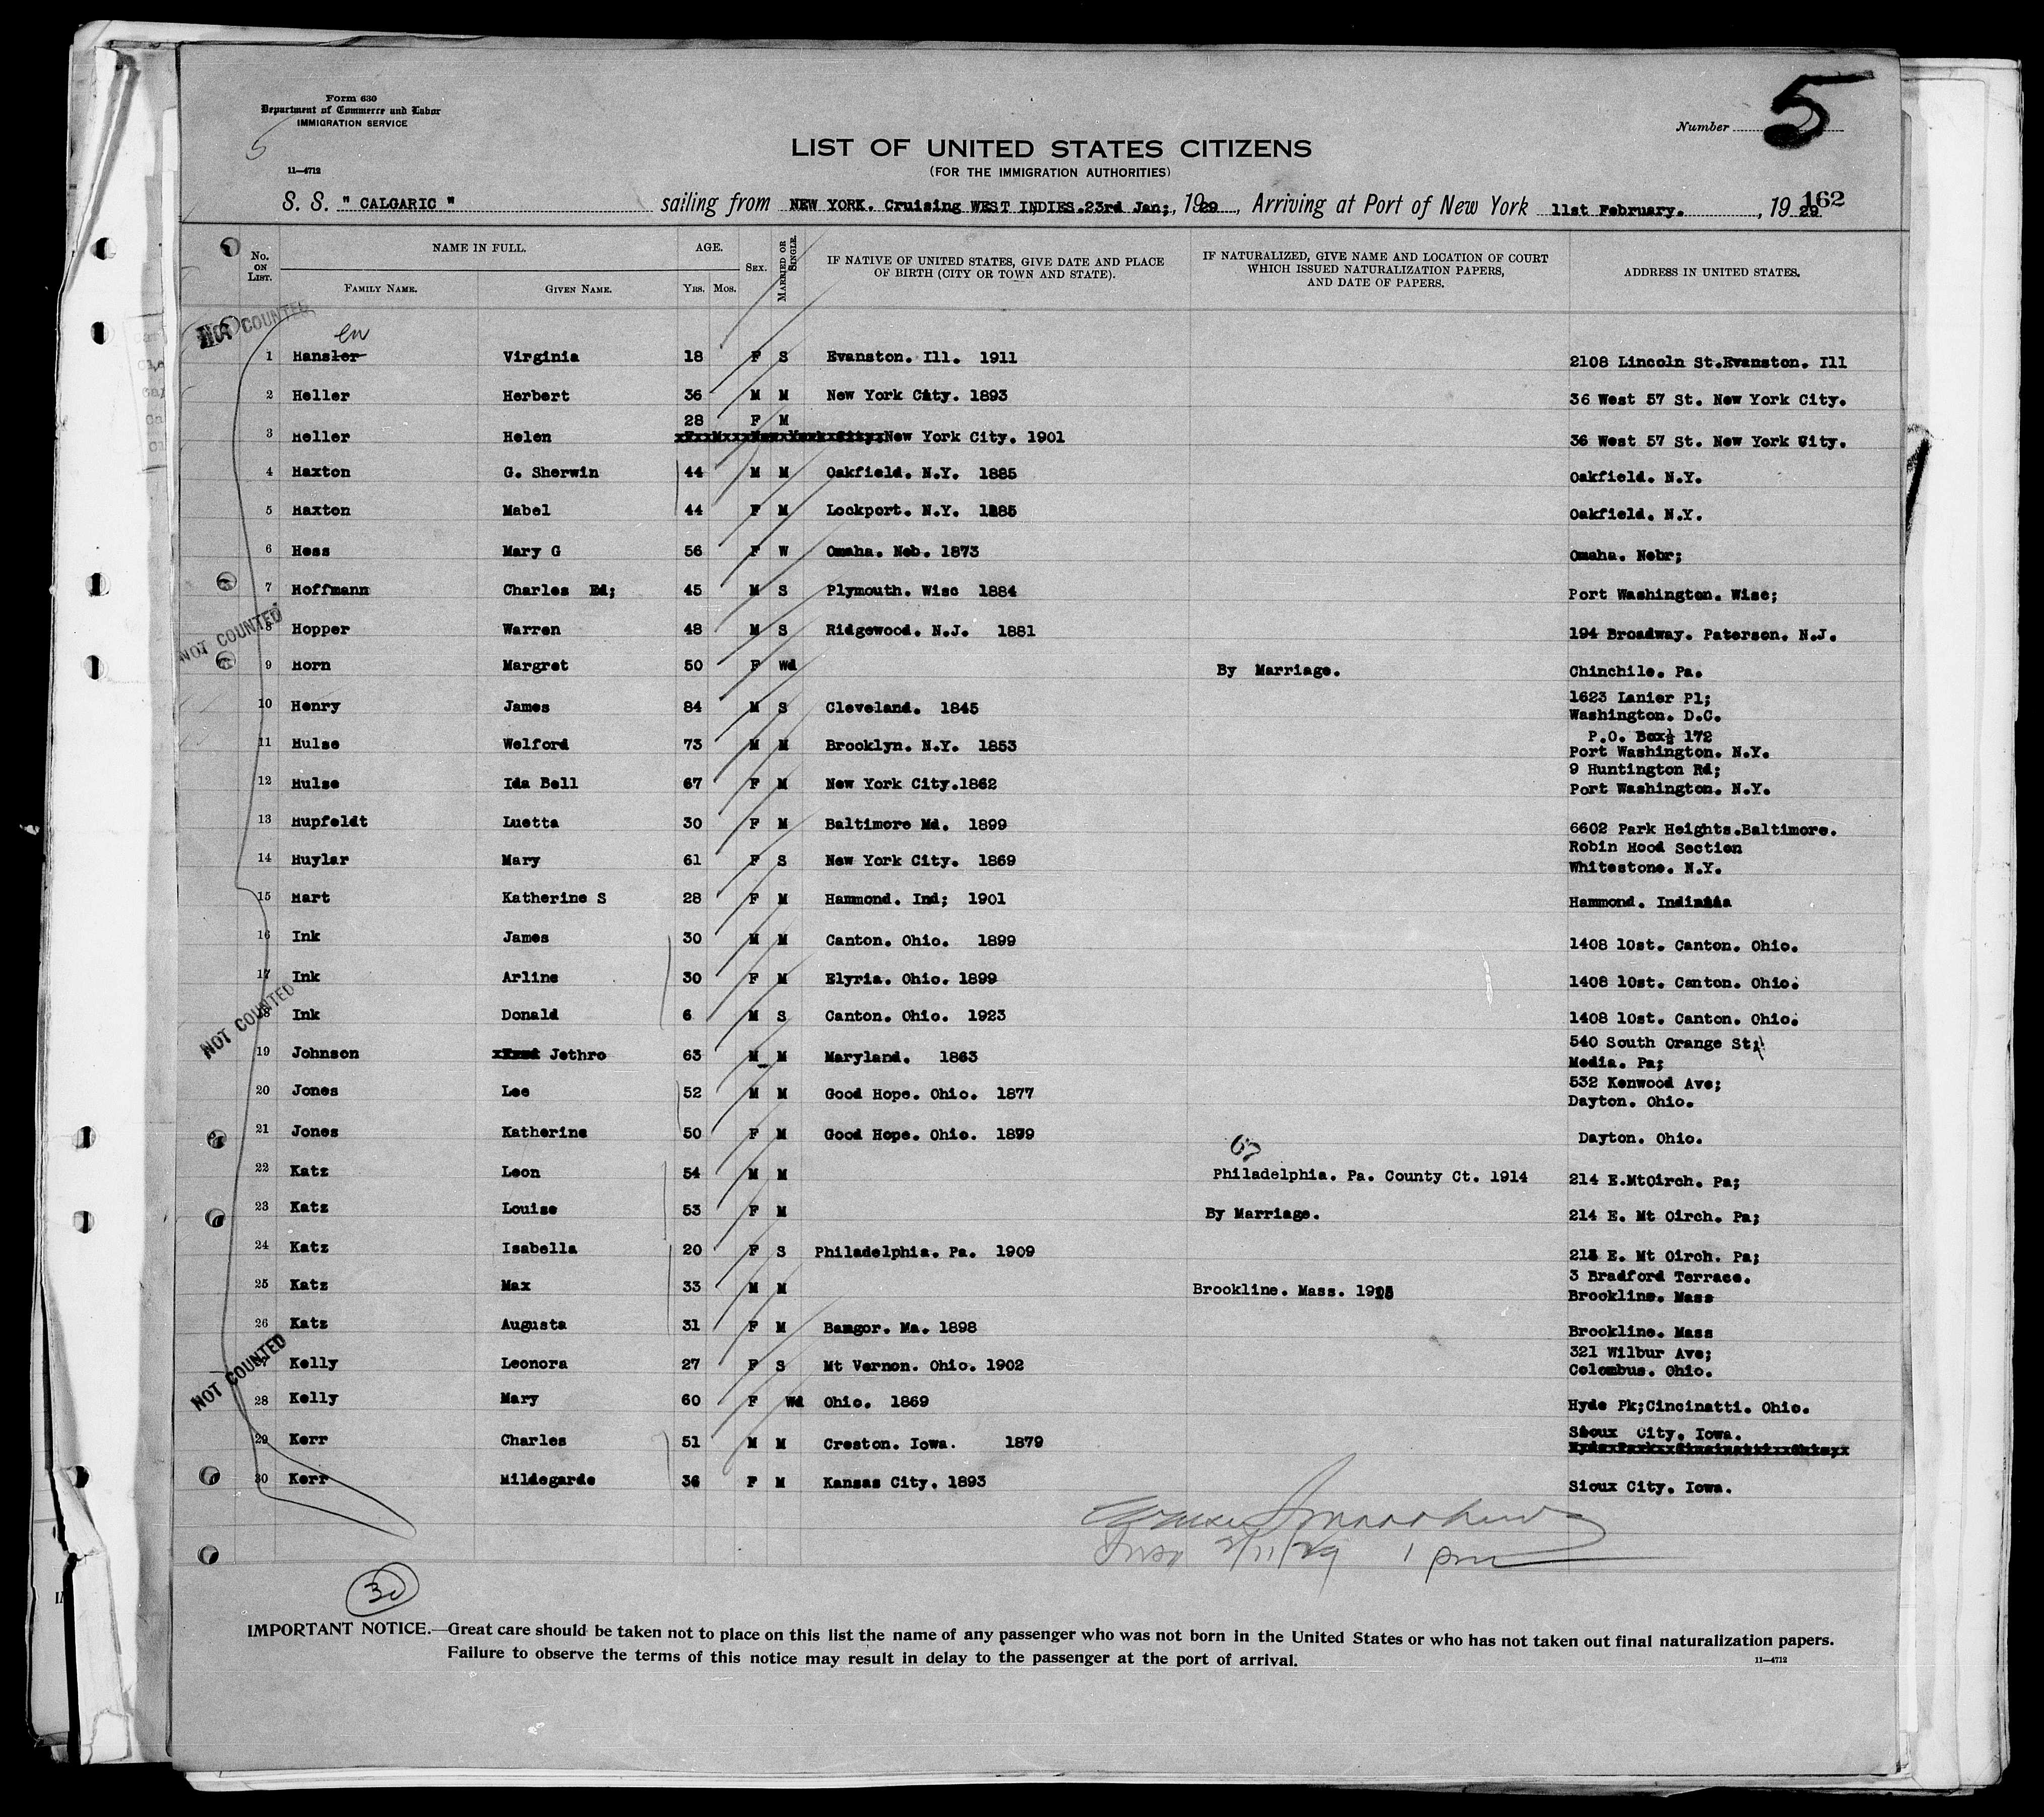 Form 630
Department of Commerce and Labor
IMMIGRATION SERVICE
5
11—4712
Number 5
LIST OF UNITED STATES CITIZENS
(FOR THE IMMIGRATION AUTHORITIES)
S. S. " CALGARIC " sailing from NEW YORK. Cruising WEST INDIES.23rd Jan; , 1929 , Arriving at Port of New York 11st February. , 1929
162
No. ON LIST. NAME IN FULL. FAMILY NAME. GIVEN NAME. AGE. YRS. MOS. SEX. MARRIED OR SINGLE. IF NATIVE OF UNITED STATES, GIVE DATE AND PLACE OF BIRTH (CITY OR TOWN AND STATE). IF NATURALIZED, GIVE NAME AND LOCATION OF COURT WHICH ISSUED NATURALIZATION PAPERS, AND DATE OF PAPERS. ADDRESS IN UNITED STATES.
NOT COUNTED
en
1 Hansler Virginia 18 F S Evanston. Ill. 1911 2108 Lincoln St.Evanston. Ill
2 Heller Herbert 36 M M New York City. 1893 36 West 57 St. New York City.
28 F M
3 Heller Helen New York City. 1901 36 West 57 St. New York City.
4 Haxton G. Sherwin 44 M M Oakfield. N.Y. 1885 Oakfield. N.Y.
5 Haxton Mabel 44 F M Lockport. N.Y. 1885 Oakfield. N.Y.
6 Hess Mary G 56 F W Omaha. Neb. 1873 Omaha. Nebr;
7 Hoffmann Charles Ed; 45 M S Plymouth. Wisc 1884 Port Washington. Wisc;
NOT COUNTED
8 Hopper Warren 48 M S Ridgewood. N.J. 1881 194 Broadway. Paterson. N.J.
9 Horn Margret 50 F Wd By Marriage. Chinchile. Pa.
10 Henry James 84 M S Cleveland. 1845 1623 Lanier Pl;
Washington. D.C.
11 Hulse Welford 73 M M Brooklyn. N.Y. 1853 P.O. Box 172
Port Washington. N.Y.
12 Hulse Ida Bell 67 F M New York City.1862 9 Huntington Rd;
Port Washington. N.Y.
13 Hupfeldt Luetta 30 F M Baltimore Md. 1899 6602 Park Heights.Baltimore.
14 Huylar Mary 61 F S New York City. 1869 Robin Hood Section
Whitestone. N.Y.
15 Hart Katherine S 28 F M Hammond. Ind; 1901 Hammond. Indiana
16 Ink James 30 M M Canton. Ohio. 1899 1408 10st. Canton. Ohio.
17 Ink Arline 30 F M Elyria. Ohio. 1899 1408 10st. Canton. Ohio.
NOT COUNTED
18 Ink Donald 6 M S Canton. Ohio. 1923 1408 10st. Canton. Ohio.
19 Johnson Jethro 63 M M Maryland. 1863 540 South Orange St;
Media. Pa;
20 Jones Lee 52 M M Good Hope. Ohio. 1877 532 Kenwood Ave;
Dayton. Ohio.
21 Jones Katherine 50 F M Good Hope. Ohio. 1879 Dayton. Ohio.
22 Katz Leon 54 M M Philadelphia. Pa. County Ct. 1914 214 E.MtOirch. Pa;
23 Katz Louise 53 F M By Marriage. 214 E. Mt Oirch. Pa;
24 Katz Isabella 20 F S Philadelphia. Pa. 1909 213 E. Mt Oirch. Pa;
25 Katz Max 33 M M Brookline. Mass. 3 Bradford Terrace.
Brookline. Mass
26 Katz Augusta 31 F M Bamgor. Ma. 1898 Brookline. Mass
NOT COUNTED
27 Kelly Leonora 27 F S Mt Vernon. Ohio. 1902 321 Wilbur Ave;
Colombus. Ohio.
28 Kelly Mary 60 F Wd Ohio. 1869 Hyde Pk;Cincinatti. Ohio.
29 Kerr Charles 51 M M Creston. Iowa. 1879 Sioux City. Iowa.
30 Kerr Mildegarde 36 F M Kansas City. 1893 Sioux City. Iowa.
2/11/29 1 pm
30
IMPORTANT NOTICE.—Great care should be taken not to place on this list the name of any passenger who was not born in the United States or who has not taken out final naturalization papers.
Failure to observe the terms of this notice may result in delay to the passenger at the port of arrival.
11—4712